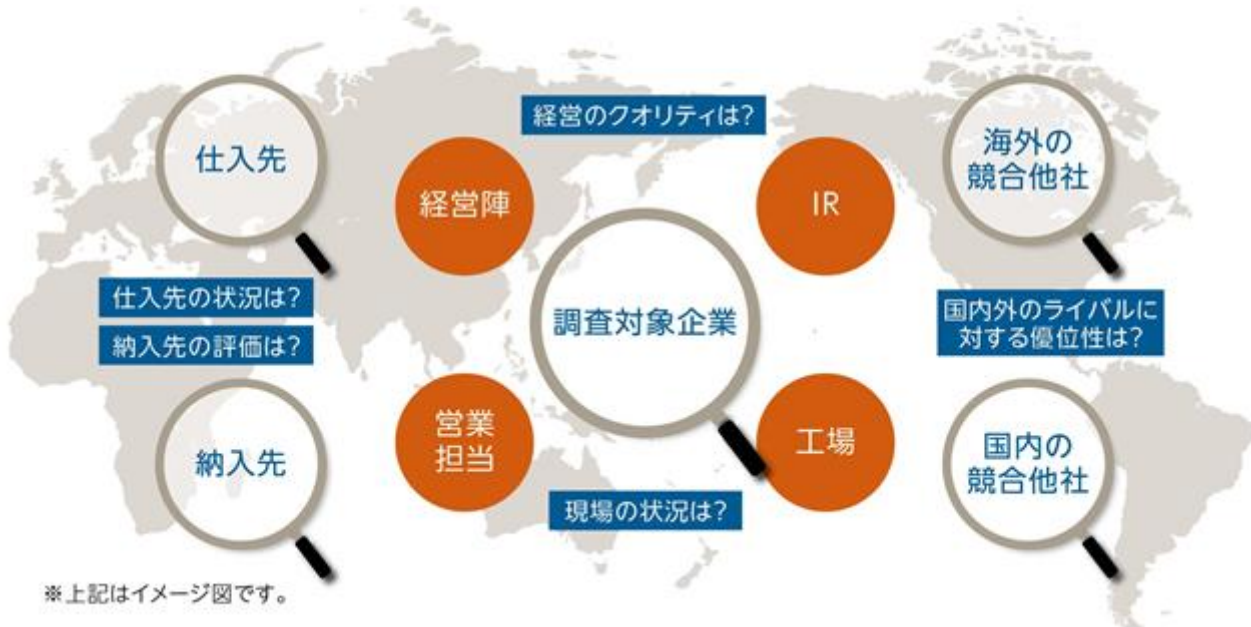 経営のクオリティは?
仕入先
経営陣
IR
海外の
競合他社
調査対象企業
仕入先の状況は?
納入先の評価は?
国内外のライバルに
対する優位性は?
納入先
営業
担当
工場
国内の
競合他社
現場の状況は?
※上記はイメージ図です。